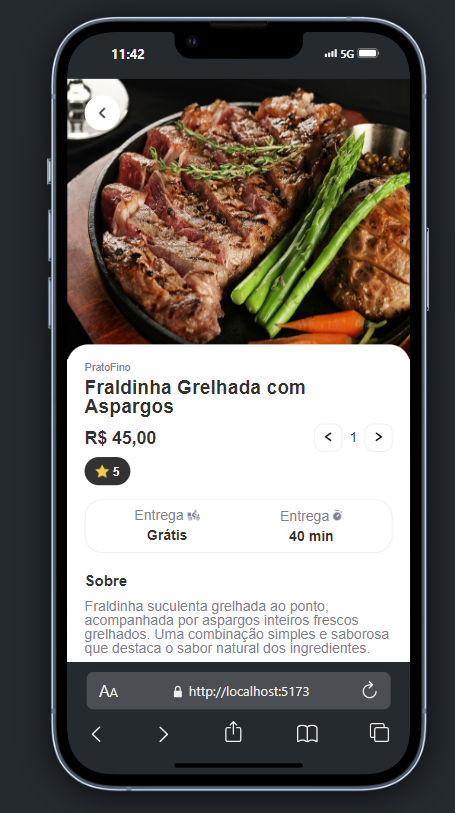 11:42
5G
PratoFino
Fraldinha Grelhada com
Aspargos
R$ 45,00
< 1 >
5
Entrega
Grátis
Entrega
40 min
Sobre
Fraldinha suculenta grelhada ao ponto,
acompanhada por aspargos inteiros frescos
grelhados. Uma combinação simples e saborosa
que destaca o sabor natural dos ingredientes.
AA http://localhost:5173